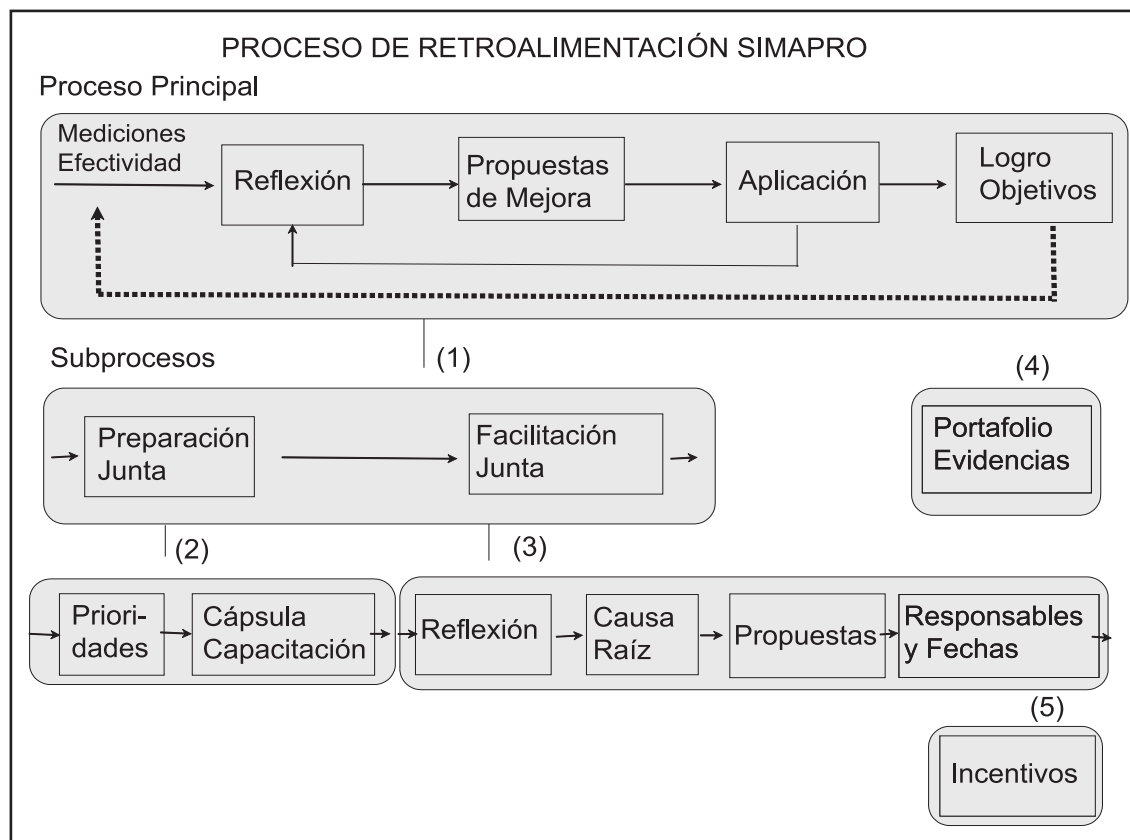 PROCESO DE RETROALIMENTACIÓN SIMAPRO
Proceso Principal
Mediciones
Efectividad
Reflexión
Propuestas
de Mejora
Aplicación
Logro
Objetivos
(1)
Subprocesos
(4)
Preparación
Junta
Facilitación
Junta
Portafolio
Evidencias
(2)
(3)
Priori-
dades
Cápsula
Capacitación
Reflexión
Causa
Raíz
Propuestas
Responsables
y Fechas
(5)
Incentivos